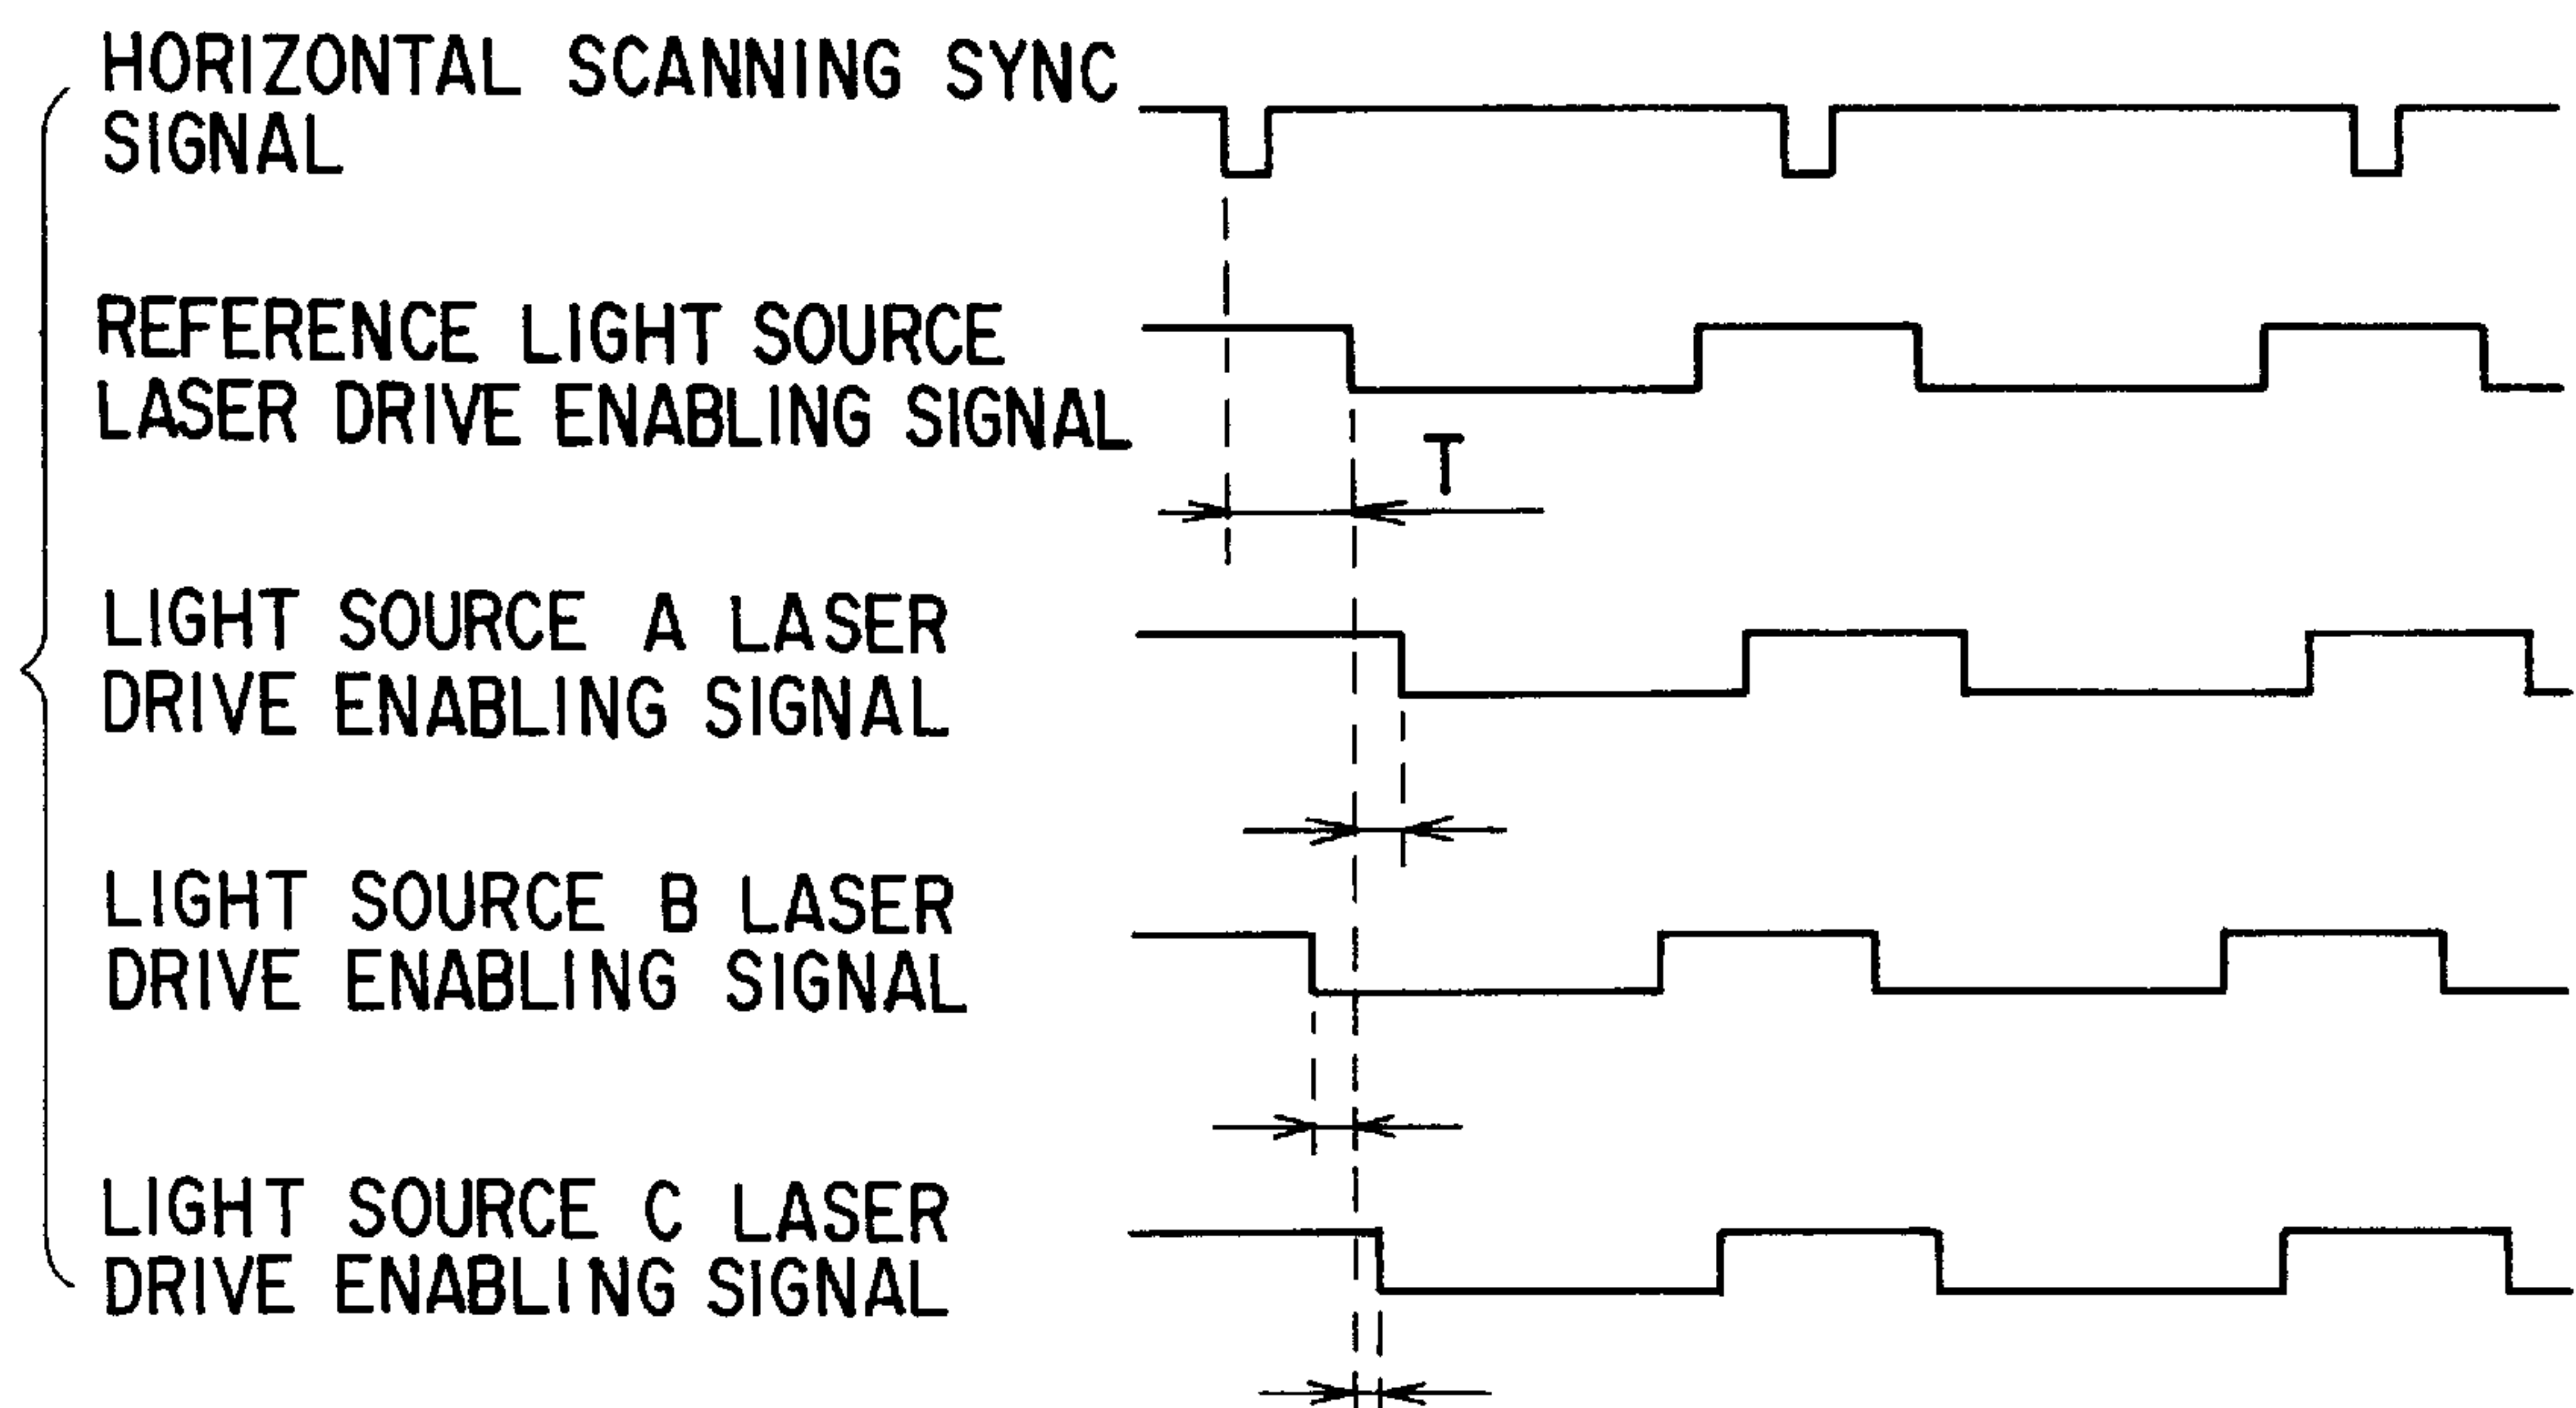 HORIZONTAL SCANNING SYNC
SIGNAL
REFERENCE LIGHT SOURCE
LASER DRIVE ENABLING SIGNAL
T
LIGHT SOURCE A LASER
DRIVE ENABLING SIGNAL
LIGHT SOURCE B LASER
DRIVE ENABLING SIGNAL
LIGHT SOURCE C LASER
DRIVE ENABLING SIGNAL